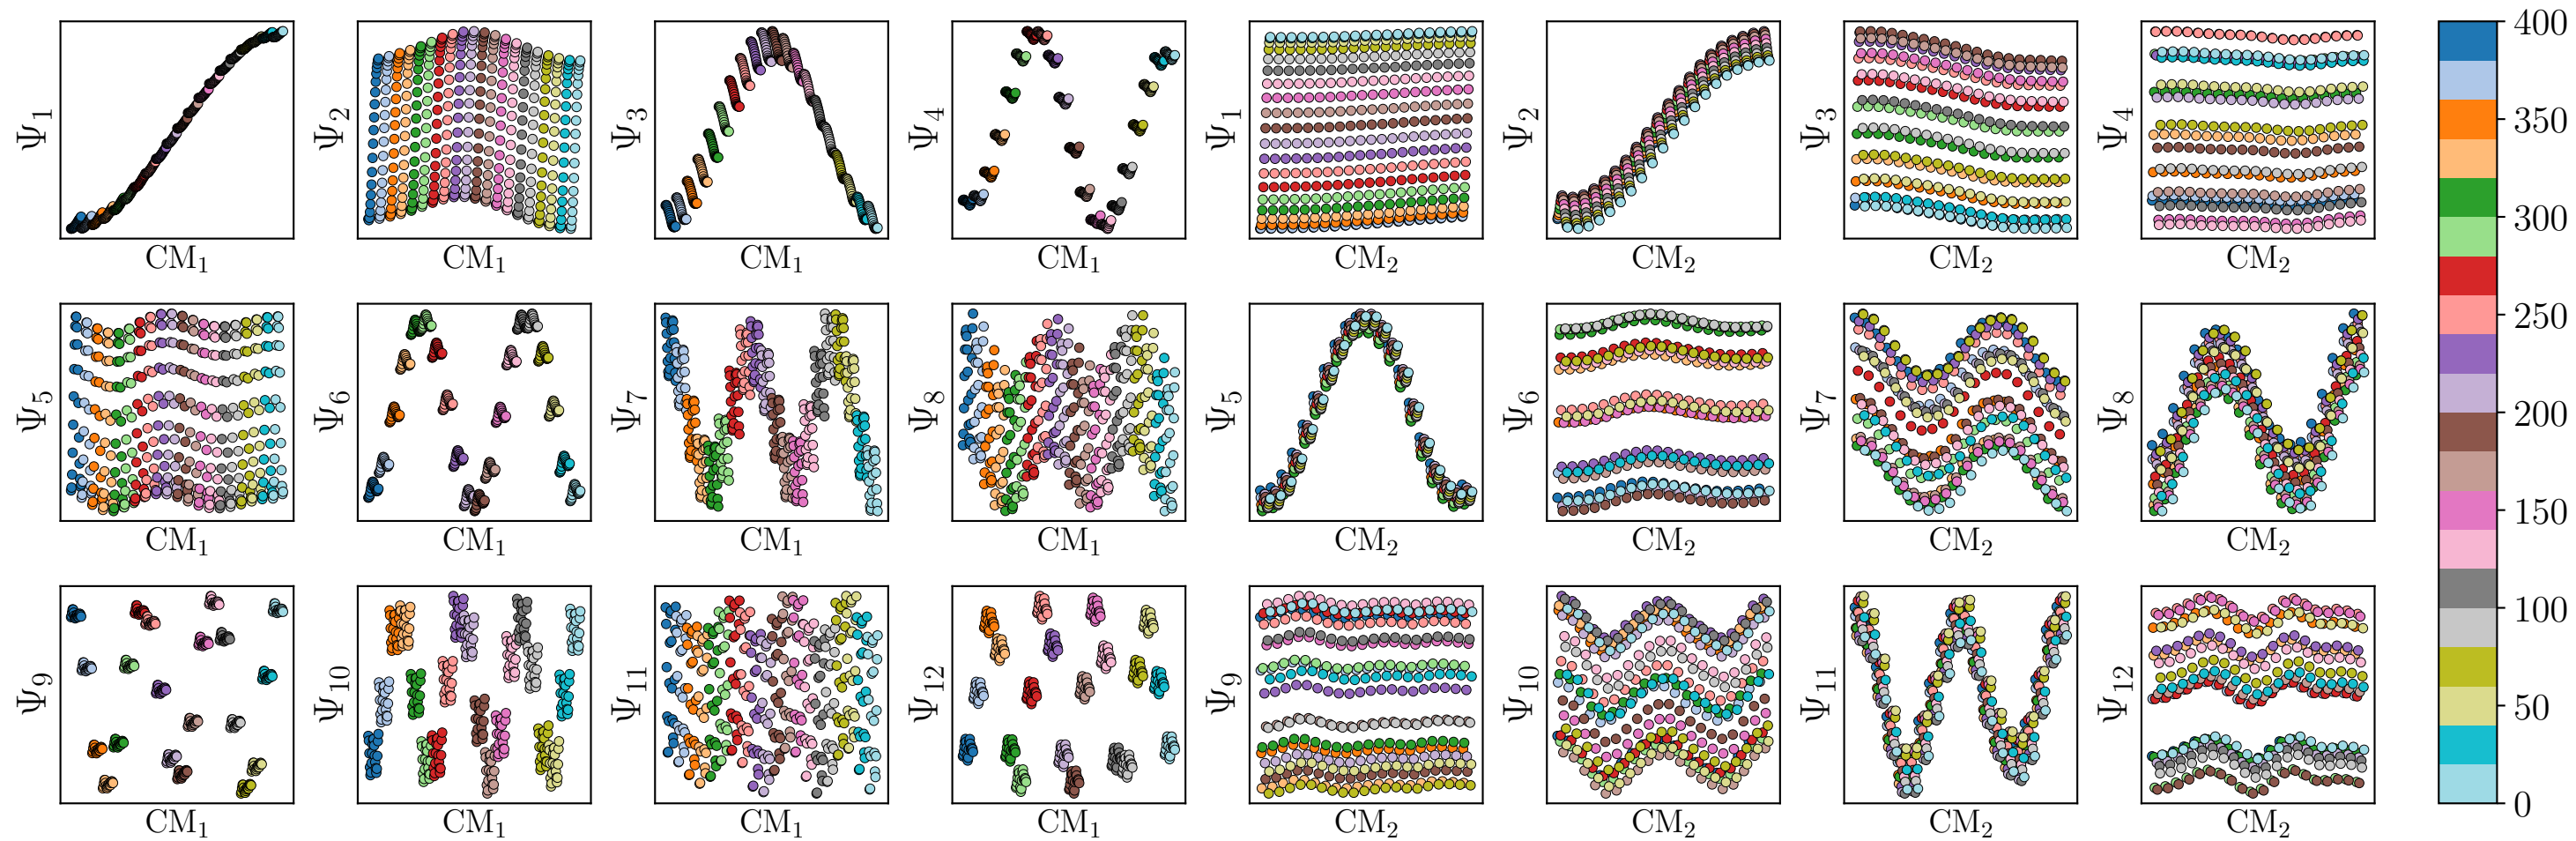 Ψ₁ Ψ₂ Ψ₃ Ψ₄ Ψ₁ Ψ₂ Ψ₃ Ψ₄
CM₁ CM₁ CM₁ CM₁ CM₂ CM₂ CM₂ CM₂
Ψ₅ Ψ₆ Ψ₇ Ψ₈ Ψ₅ Ψ₆ Ψ₇ Ψ₈
CM₁ CM₁ CM₁ CM₁ CM₂ CM₂ CM₂ CM₂
Ψ₉ Ψ₁₀ Ψ₁₁ Ψ₁₂ Ψ₉ Ψ₁₀ Ψ₁₁ Ψ₁₂
CM₁ CM₁ CM₁ CM₁ CM₂ CM₂ CM₂ CM₂
400
350
300
250
200
150
100
50
0